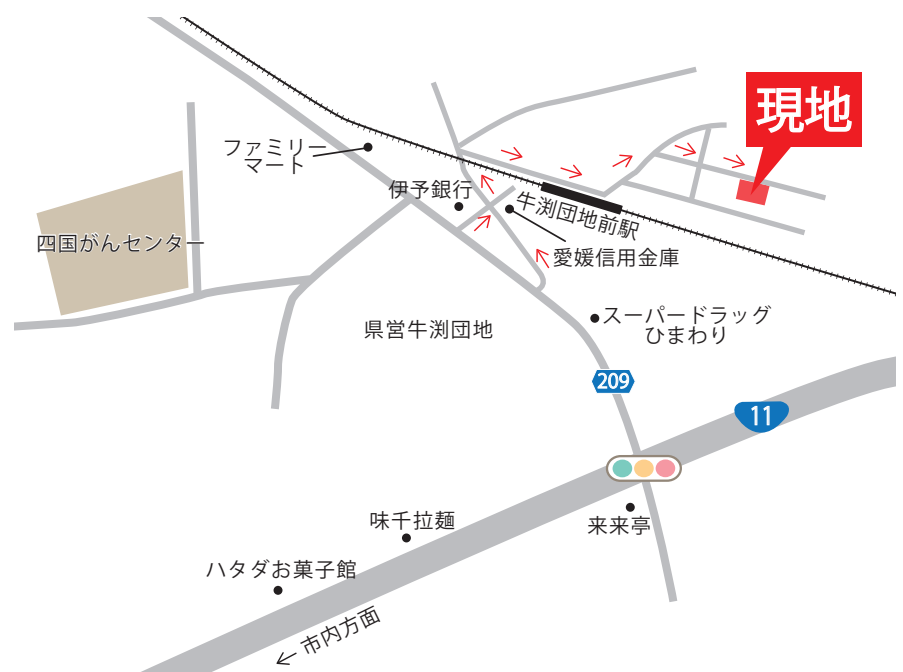 現地
ファミリー
マート
伊予銀行
牛渕団地前駅
四国がんセンター
愛媛信用金庫
県営牛渕団地
スーパードラッグ
ひまわり
209
11
味千拉麺
来来亭
ハタダお菓子館
←市内方面